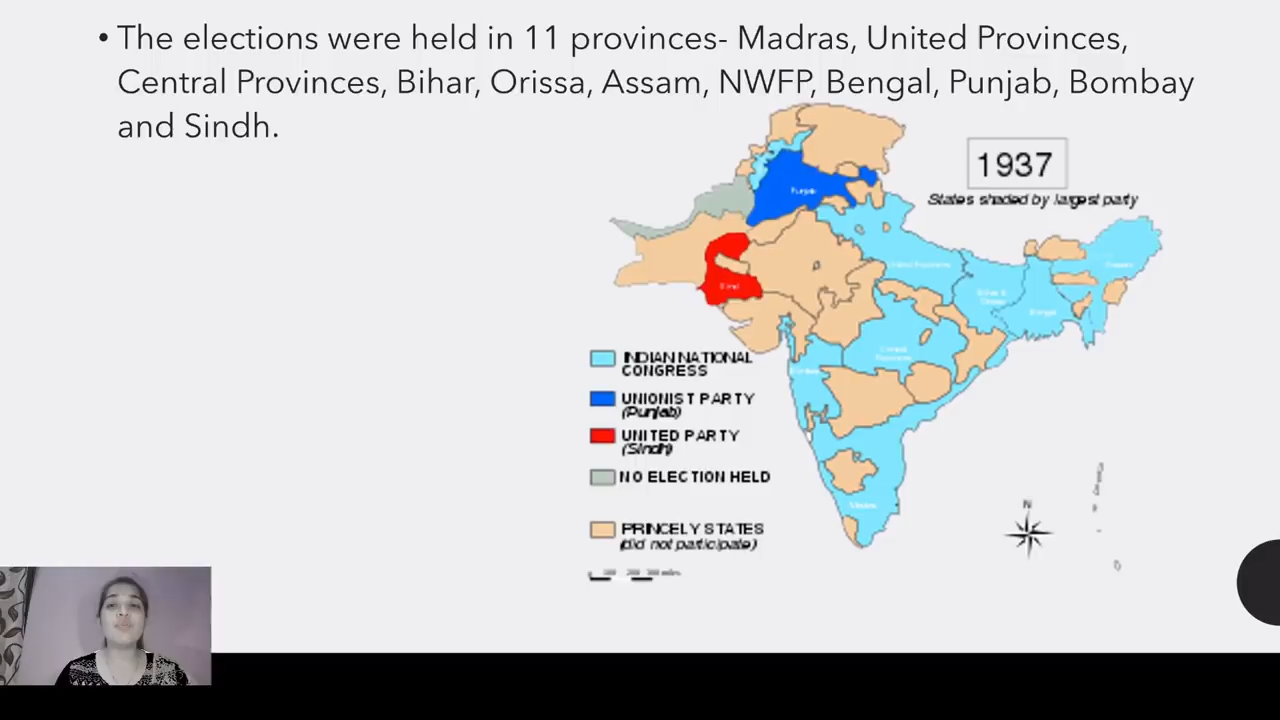 • The elections were held in 11 provinces- Madras, United Provinces,
Central Provinces, Bihar, Orissa, Assam, NWFP, Bengal, Punjab, Bombay
and Sindh.
1937
States shaded by largest party
Punjab
INDIAN NATIONAL
CONGRESS
UNIONIST PARTY
(Punjab)
UNITED PARTY
(Sindh)
NO ELECTION HELD
PRINCELY STATES
(did not participate)
N